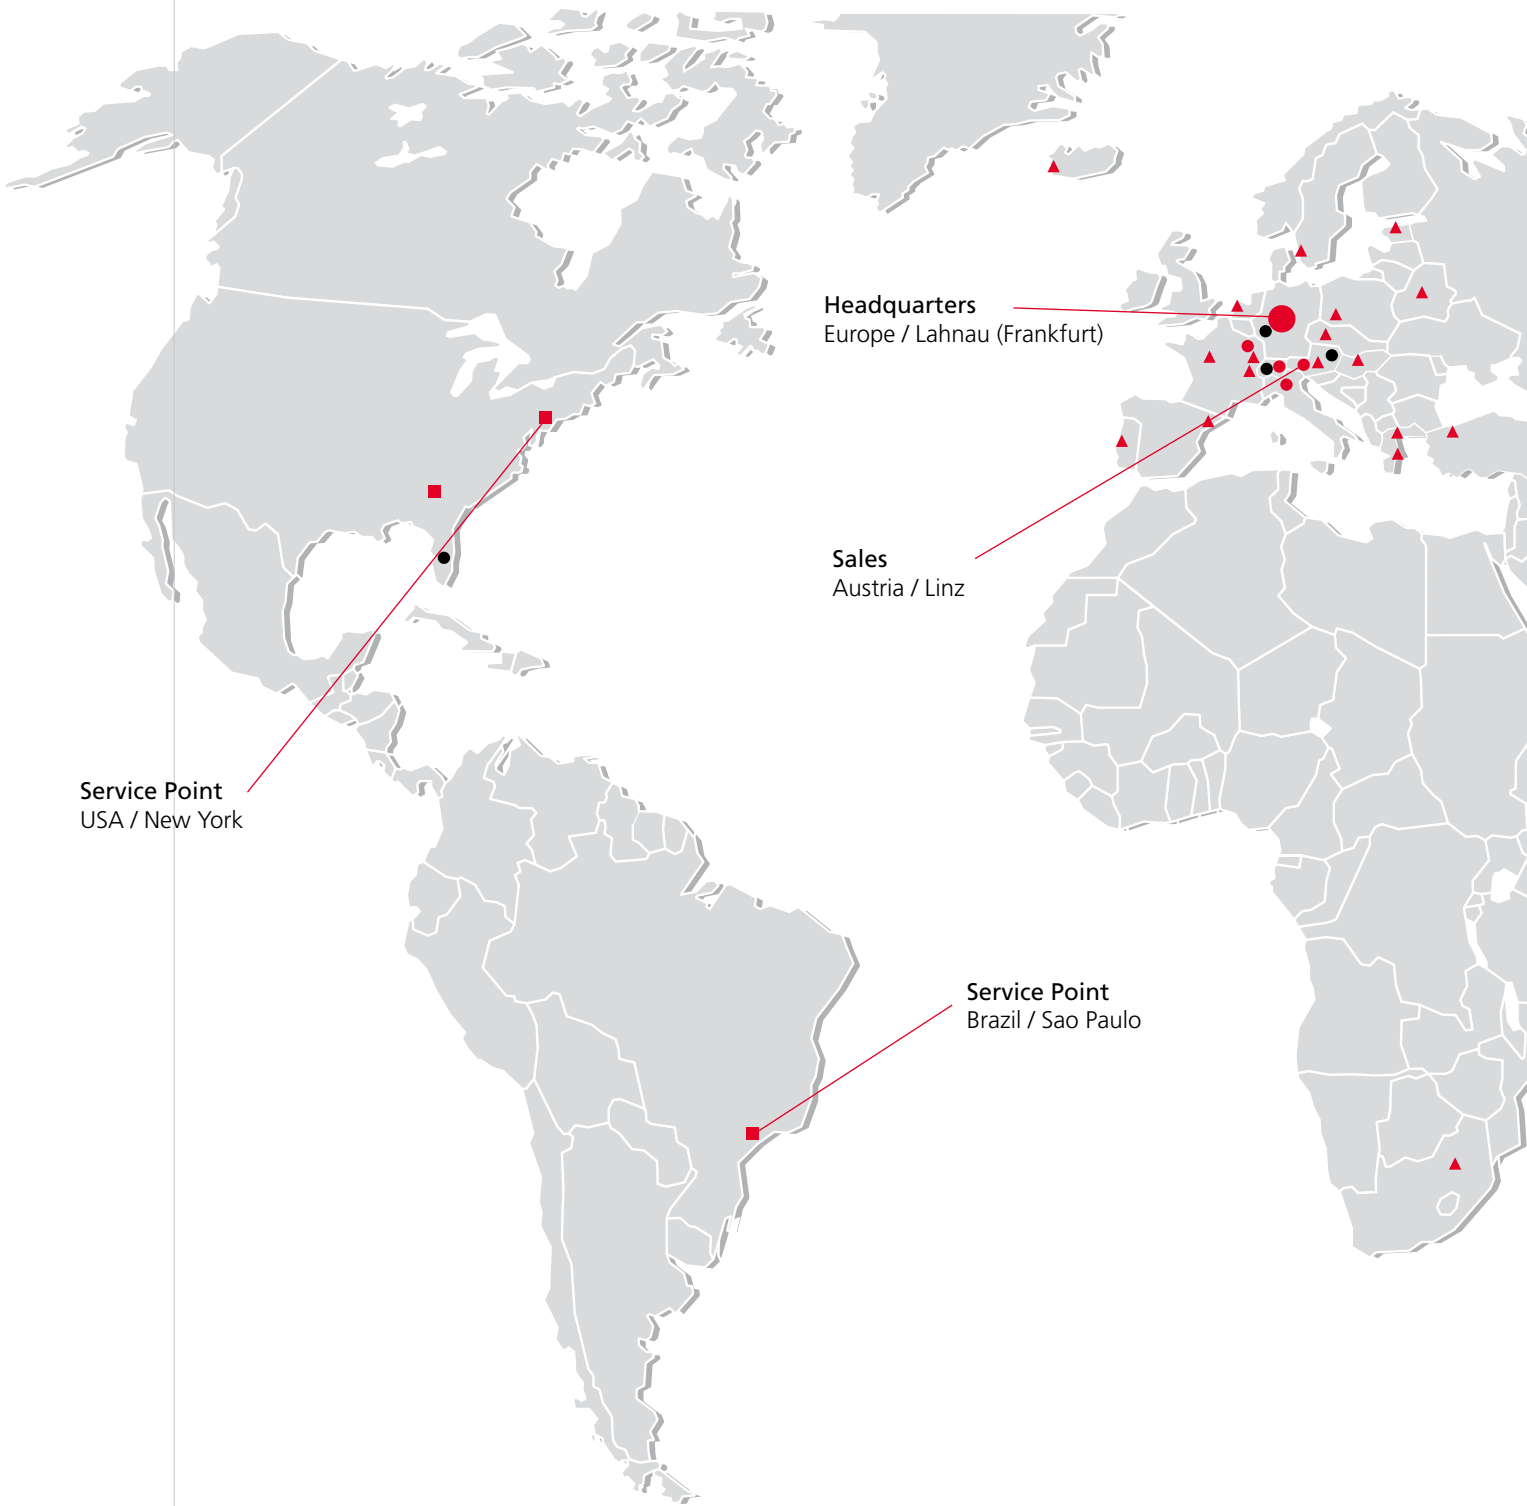 Headquarters
Europe / Lahnau (Frankfurt)
Sales
Austria / Linz
Service Point
USA / New York
Service Point
Brazil / Sao Paulo